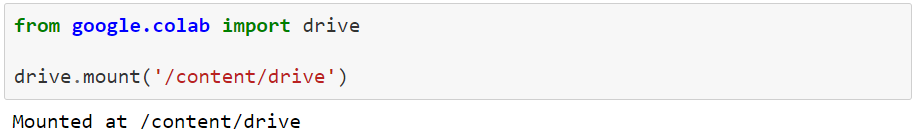 from google.colab import drive
drive.mount('/content/drive')
Mounted at /content/drive